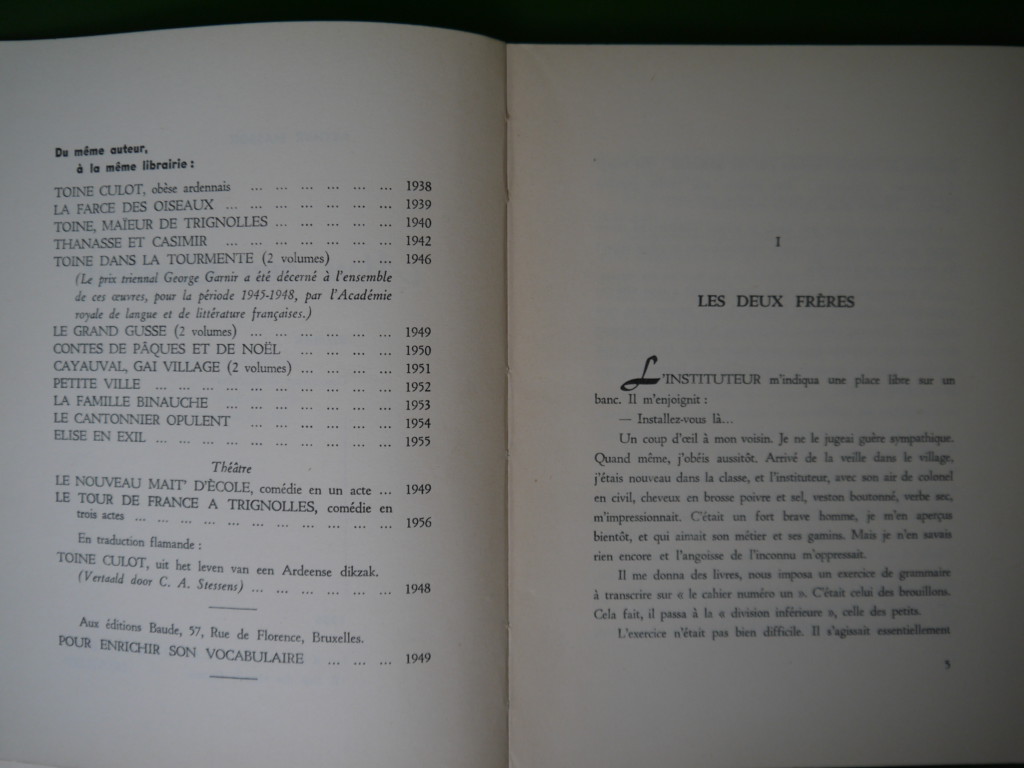 Du même auteur,
à la même librairie :
TOINE CULOT, obèse ardennais ... ... ... ... ... ... 1938
LA FARCE DES OISEAUX ... ... ... ... ... ... ... 1939
TOINE, MAÏEUR DE TRIGNOLLES ... ... ... ... ... 1940
THANASSE ET CASIMIR ... ... ... ... ... ... ... 1942
TOINE DANS LA TOURMENTE (2 volumes) ... ... 1946
(Le prix triennal George Garnir a été décerné à l'ensemble
de ces œuvres, pour la période 1945-1948, par l'Académie
royale de langue et de littérature françaises.)
LE GRAND GUSSE (2 volumes) ... ... ... ... ... ... 1949
CONTES DE PÂQUES ET DE NOËL ... ... ... ... 1950
CAYAUVAL, GAI VILLAGE (2 volumes) ... ... ... ... 1951
PETITE VILLE ... ... ... ... ... ... ... ... ... ... 1952
LA FAMILLE BINAUCHE ... ... ... ... ... ... ... 1953
LE CANTONNIER OPULENT ... ... ... ... ... ... 1954
ELISE EN EXIL ... ... ... ... ... ... ... ... ... ... 1955
Théâtre
LE NOUVEAU MAIT' D'ÉCOLE, comédie en un acte ... 1949
LE TOUR DE FRANCE A TRIGNOLLES, comédie en
trois actes ... ... ... ... ... ... ... ... ... ... ... 1956
En traduction flamande :
TOINE CULOT, uit het leven van een Ardeense dikzak.
(Vertaald door C. A. Stessens) ... ... ... ... ... ... 1948
Aux éditions Baude, 57, Rue de Florence, Bruxelles.
POUR ENRICHIR SON VOCABULAIRE ... ... ... 1949
I
LES DEUX FRÈRES
L'INSTITUTEUR m'indiqua une place libre sur un
banc. Il m'enjoignit :
— Installez-vous là...
Un coup d'œil à mon voisin. Je ne le jugeai guère sympathique.
Quand même, j'obéis aussitôt. Arrivé de la veille dans le village,
j'étais nouveau dans la classe, et l'instituteur, avec son air de colonel
en civil, cheveux en brosse poivre et sel, veston boutonné, verbe sec,
m'impressionnait. C'était un fort brave homme, je m'en aperçus
bientôt, et qui aimait son métier et ses gamins. Mais je n'en savais
rien encore et l'angoisse de l'inconnu m'oppressait.
Il me donna des livres, nous imposa un exercice de grammaire
à transcrire sur « le cahier numéro un ». C'était celui des brouillons.
Cela fait, il passa à la « division inférieure », celle des petits.
L'exercice n'était pas bien difficile. Il s'agissait essentiellement
5